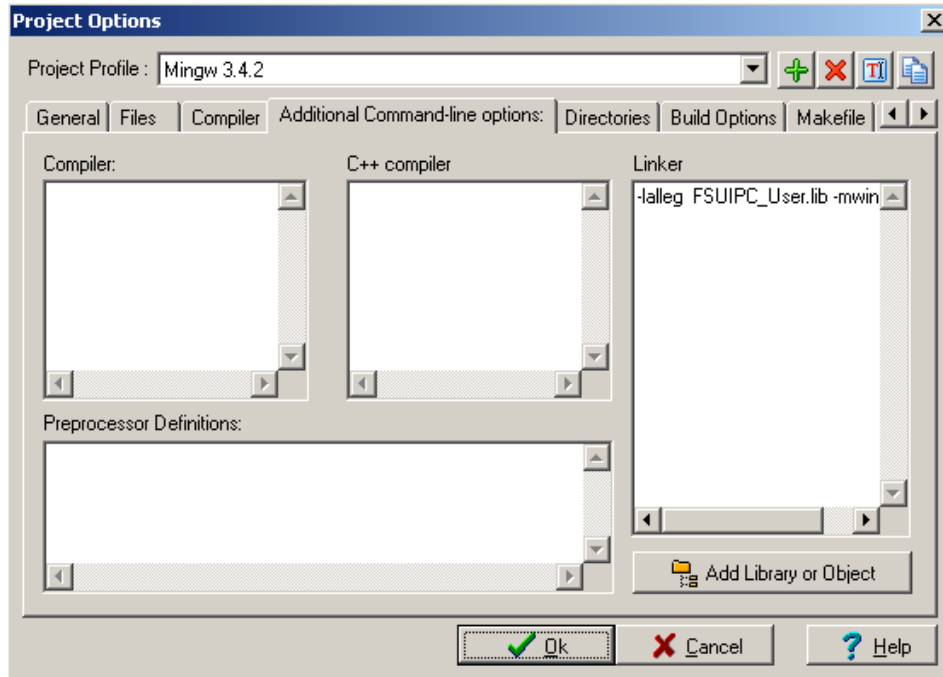 Project Options
Project Profile : Mingw 3.4.2
General Files Compiler Additional Command-line options: Directories Build Options Makefile
Compiler: C++ compiler Linker
-lalleg FSUIPC_User.lib -mwin
Preprocessor Definitions:
Add Library or Object
Ok Cancel Help